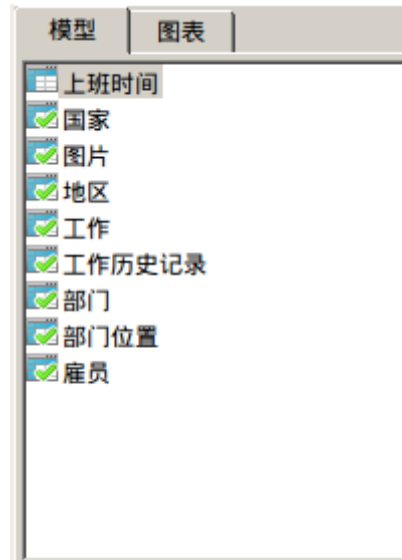 模型 图表
上班时间
国家
图片
地区
工作
工作历史记录
部门
部门位置
雇员